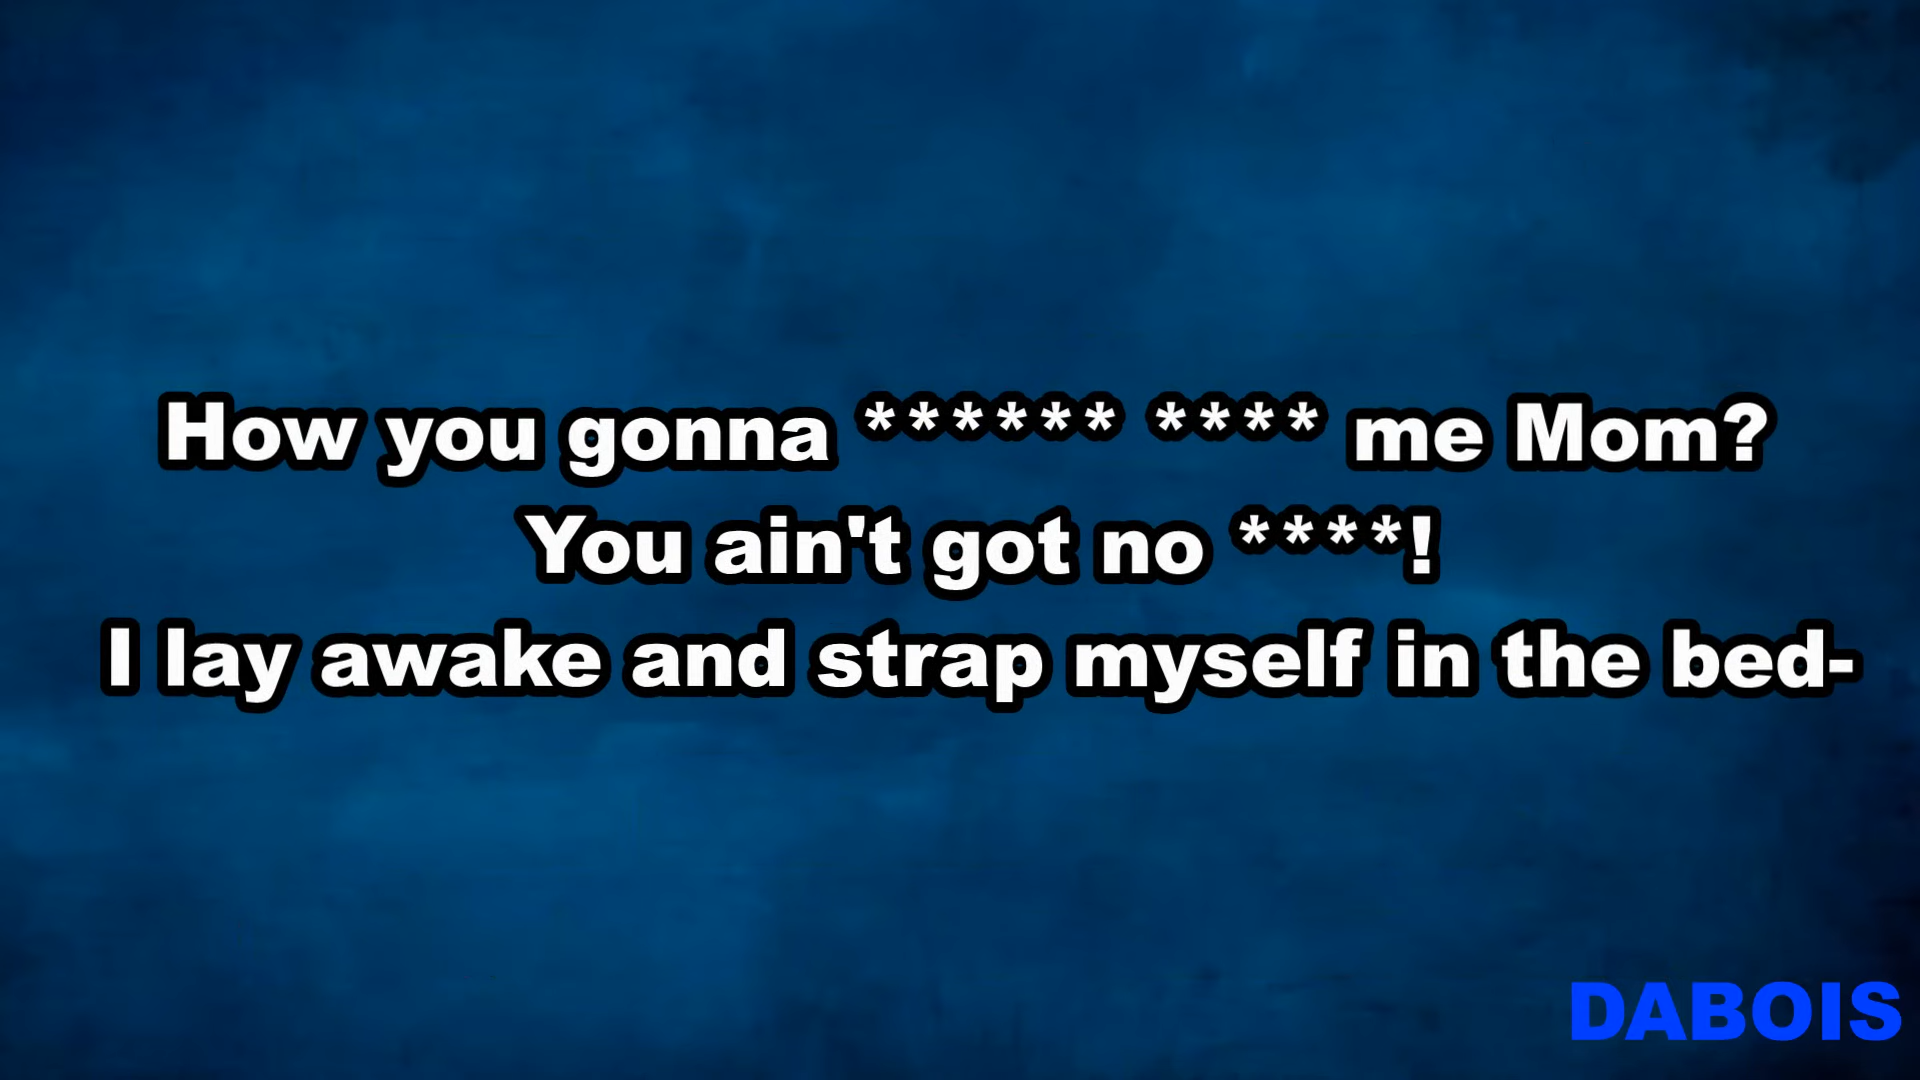 How you gonna ****** **** me Mom?
You ain't got no ****!
I lay awake and strap myself in the bed-
DABOIS